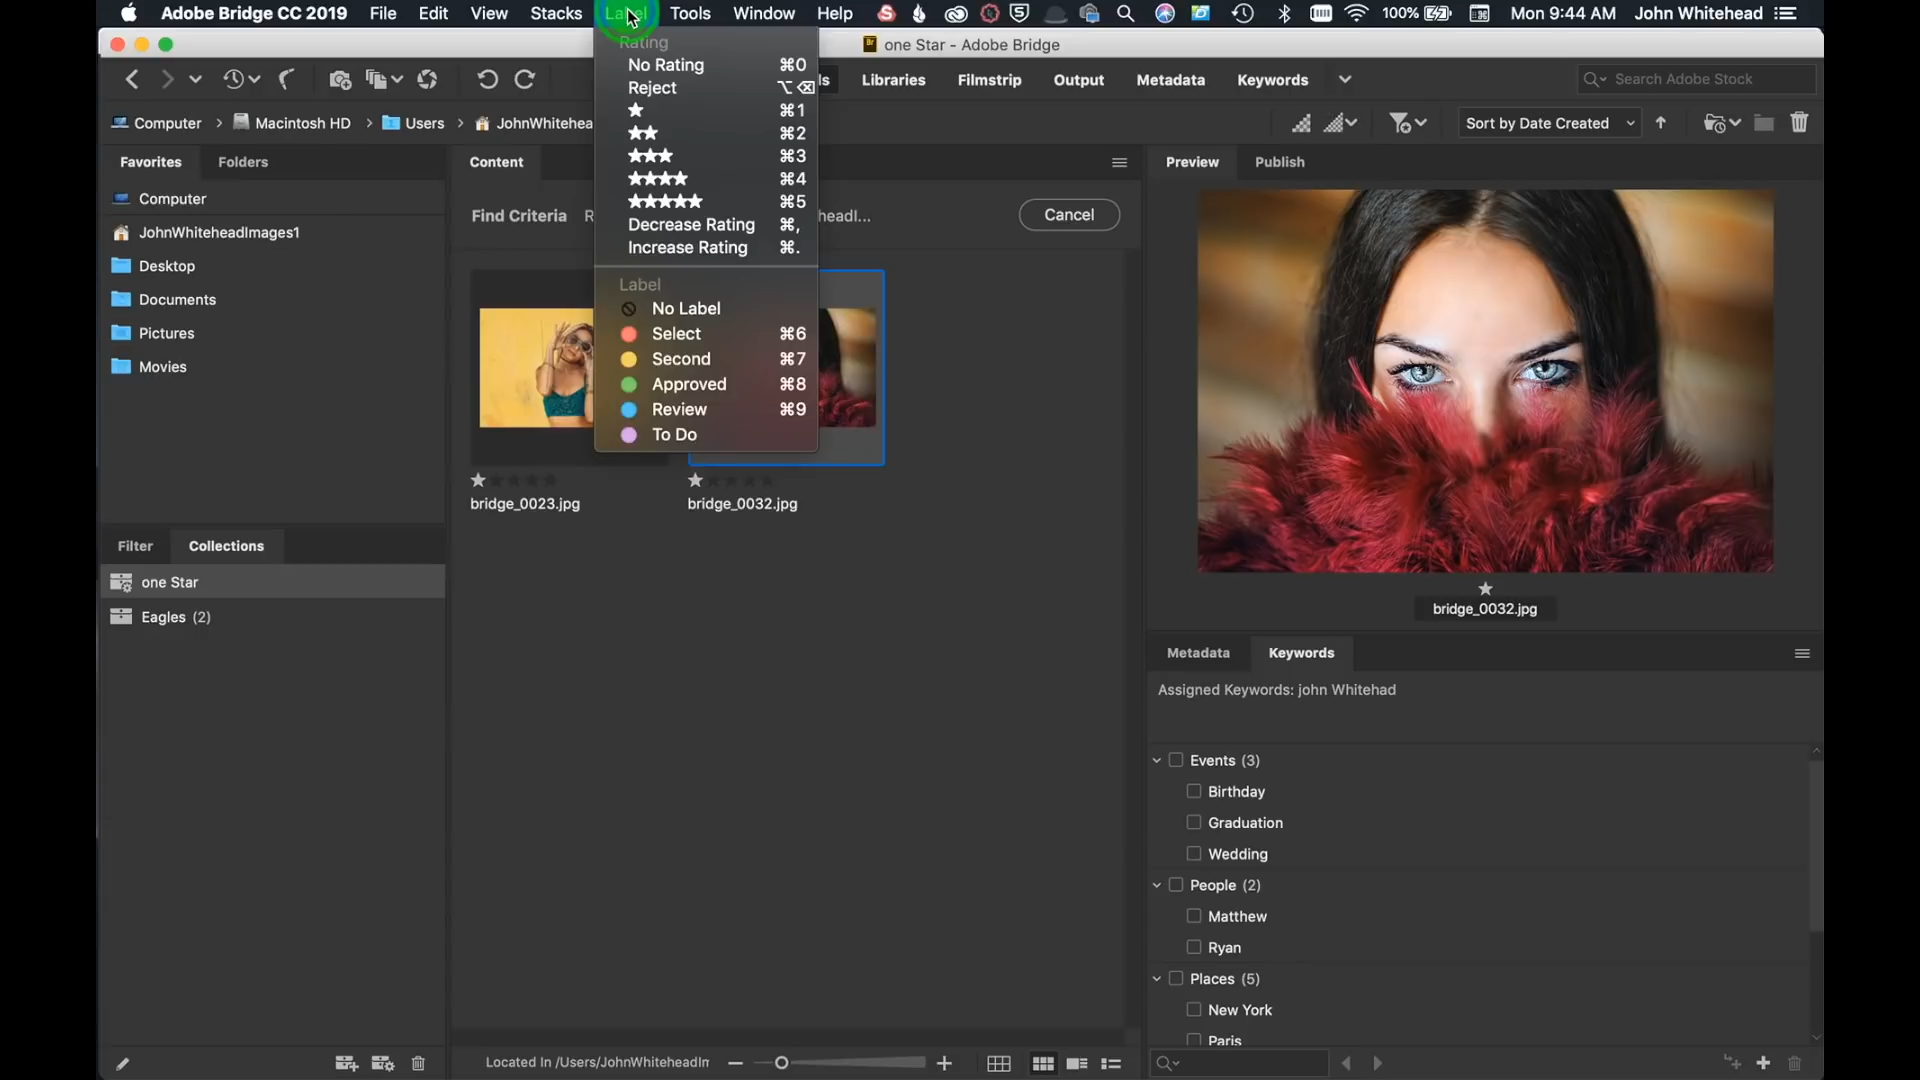 Adobe Bridge CC 2019 File Edit View Stacks Label Tools Window Help 100% Mon 9:44 AM John Whitehead
one Star - Adobe Bridge
ls Libraries Filmstrip Output Metadata Keywords Search Adobe Stock
Computer Macintosh HD Users JohnWhitehea Sort by Date Created
Rating
No Rating ⌘0
Reject ⌥⌫
★ ⌘1
★★ ⌘2
★★★ ⌘3
★★★★ ⌘4
★★★★★ ⌘5
Decrease Rating ⌘,
Increase Rating ⌘.
Label
No Label
Select ⌘6
Second ⌘7
Approved ⌘8
Review ⌘9
To Do
Favorites Folders
Computer
JohnWhiteheadImages1
Desktop
Documents
Pictures
Movies
Filter Collections
one Star
Eagles (2)
Content
Find Criteria R headI... Cancel
bridge_0023.jpg bridge_0032.jpg
Located In /Users/JohnWhiteheadIm
Preview Publish
bridge_0032.jpg
Metadata Keywords
Assigned Keywords: john Whitehad
Events (3)
Birthday
Graduation
Wedding
People (2)
Matthew
Ryan
Places (5)
New York
Paris